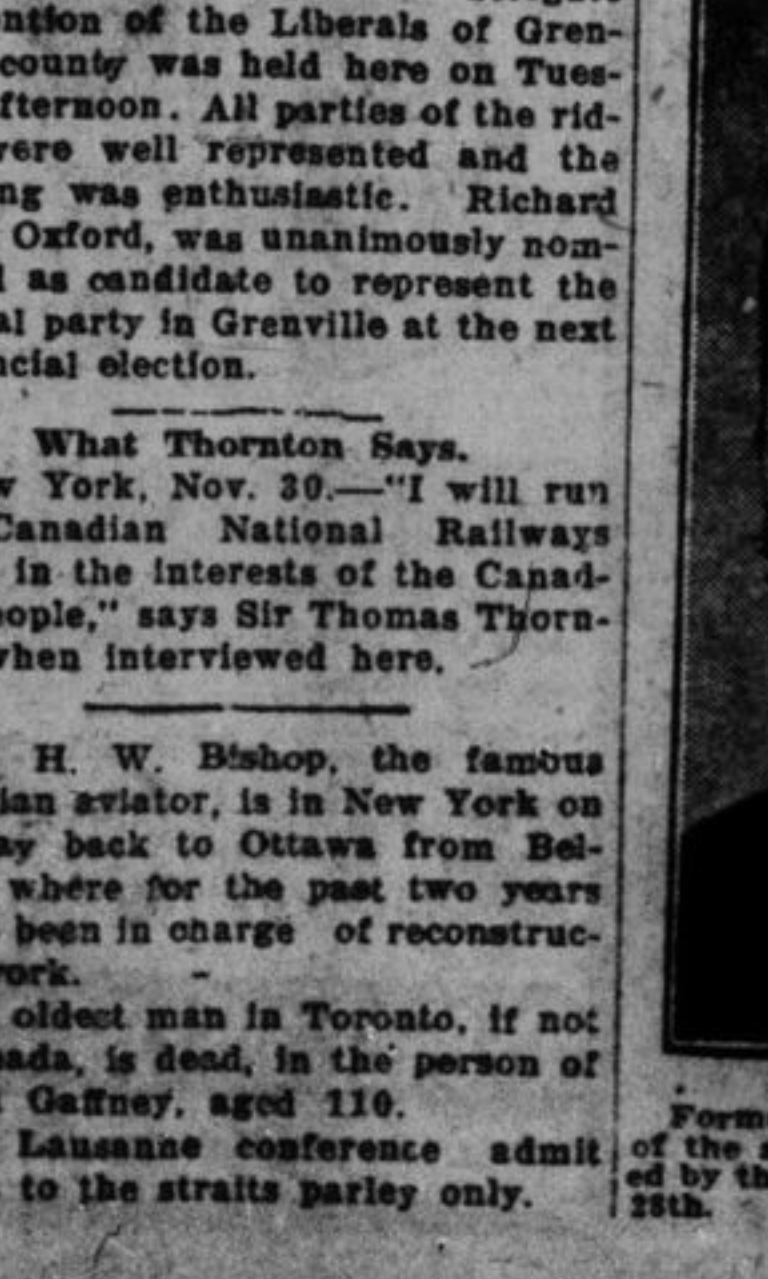 ntion of the Liberals of Gren-
county was held here on Tues-
fternoon. All parties of the rid-
were well represented and the
ng was enthusiastic. Richard
Oxford, was unanimously nom-
d as candidate to represent the
al party in Grenville at the next
ncial election.
What Thornton Says.
w York, Nov. 30.—"I will run
Canadian National Railways
in the interests of the Canad-
eople," says Sir Thomas Thorn-
when interviewed here.
H. W. Bishop, the famous
ian aviator, is in New York on
ay back to Ottawa from Bel-
where for the past two years
been in charge of reconstruc-
work.
oldest man in Toronto, if not
nada, is dead, in the person of
Gaffney, aged 110.
Lausanne conference admit
to the straits parley only.
Form
of the s
ed by th
28th.